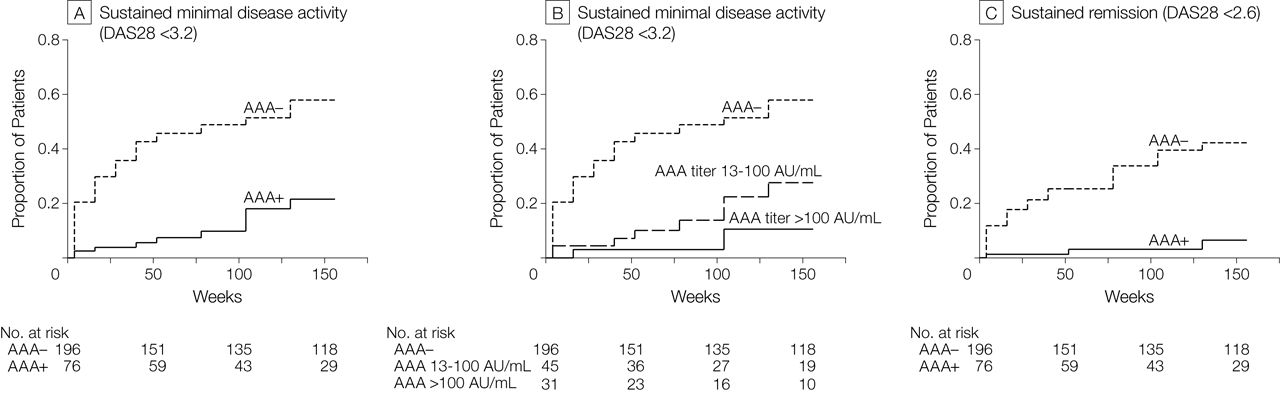 A Sustained minimal disease activity
(DAS28 <3.2)
Proportion of Patients
0.8
0.6
0.4
0.2
0
AAA–
AAA+
50
100
150
Weeks
No. at risk
AAA– 196 151 135 118
AAA+ 76 59 43 29
B Sustained minimal disease activity
(DAS28 <3.2)
Proportion of Patients
0.8
0.6
0.4
0.2
0
AAA–
AAA titer 13-100 AU/mL
AAA titer >100 AU/mL
50
100
150
Weeks
No. at risk
AAA– 196 151 135 118
AAA 13-100 AU/mL 45 36 27 19
AAA >100 AU/mL 31 23 16 10
C Sustained remission (DAS28 <2.6)
Proportion of Patients
0.8
0.6
0.4
0.2
0
AAA–
AAA+
50
100
150
Weeks
No. at risk
AAA– 196 151 135 118
AAA+ 76 59 43 29